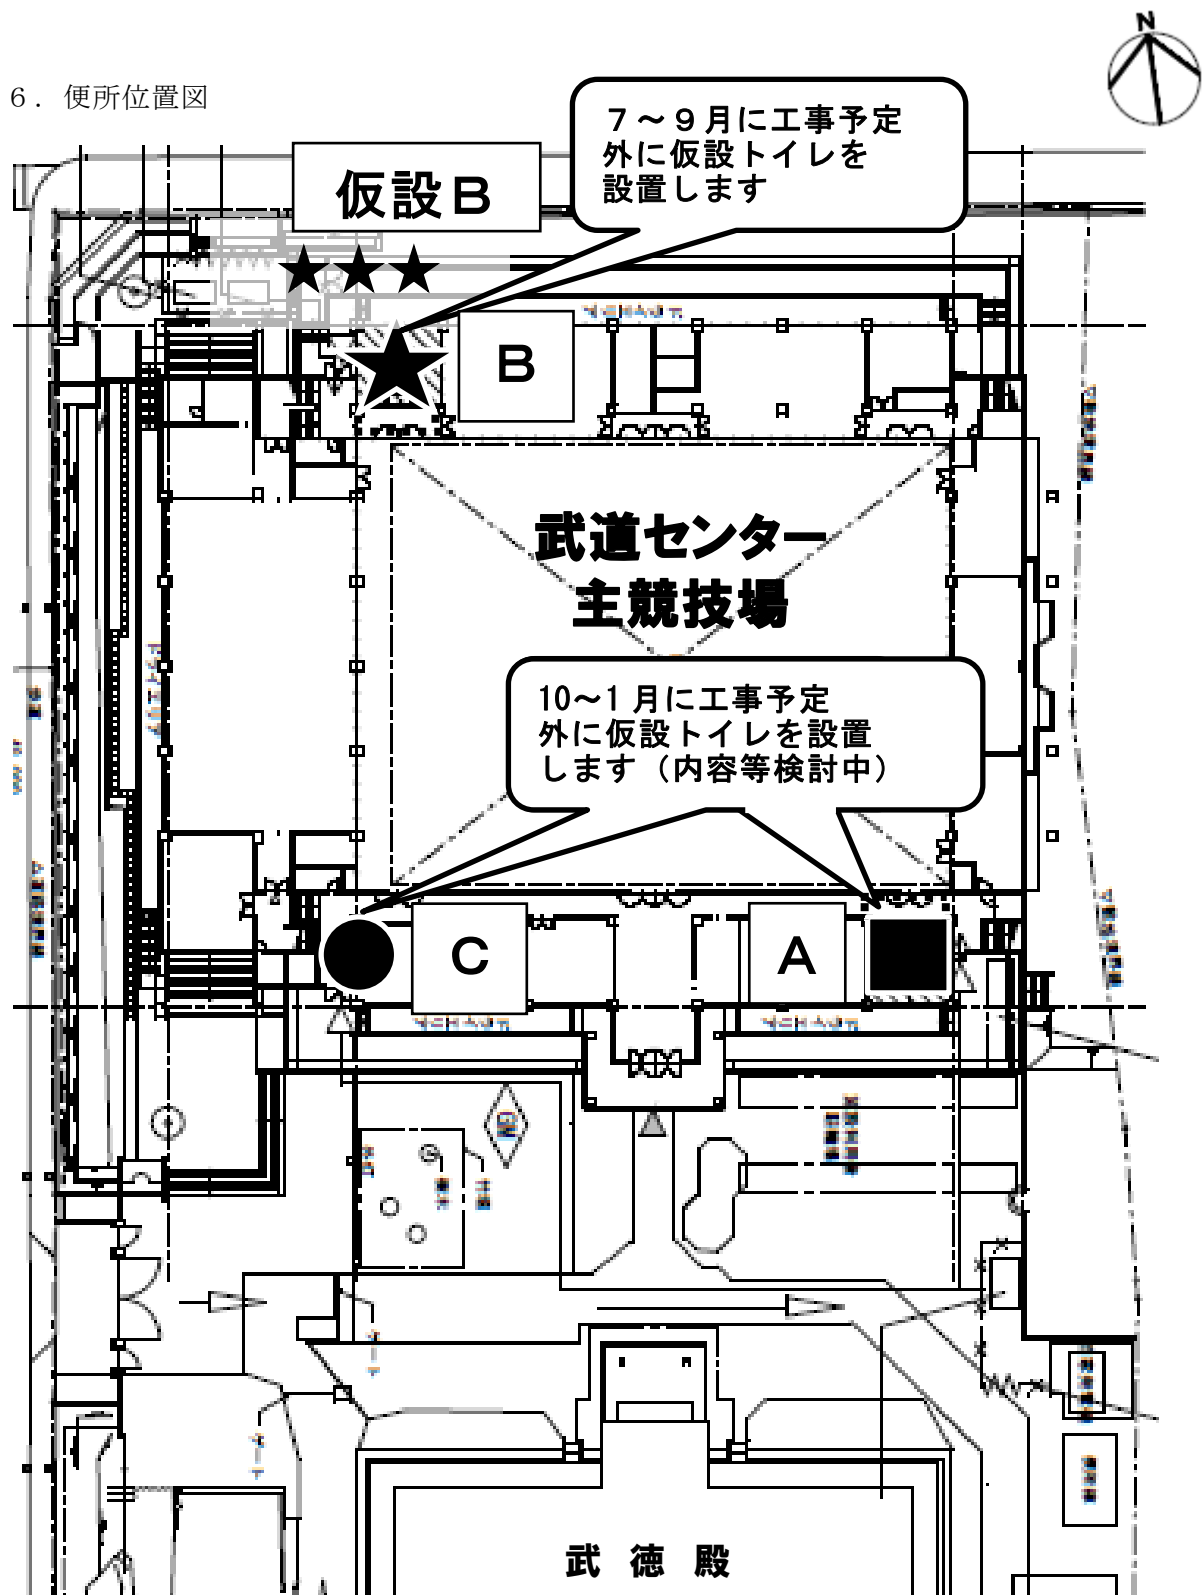 N
６．便所位置図
７～９月に工事予定
外に仮設トイレを
設置します
仮設Ｂ
Ｂ
武道センター
主競技場
10～1 月に工事予定
外に仮設トイレを設置
します（内容等検討中）
Ｃ
Ａ
武 徳 殿